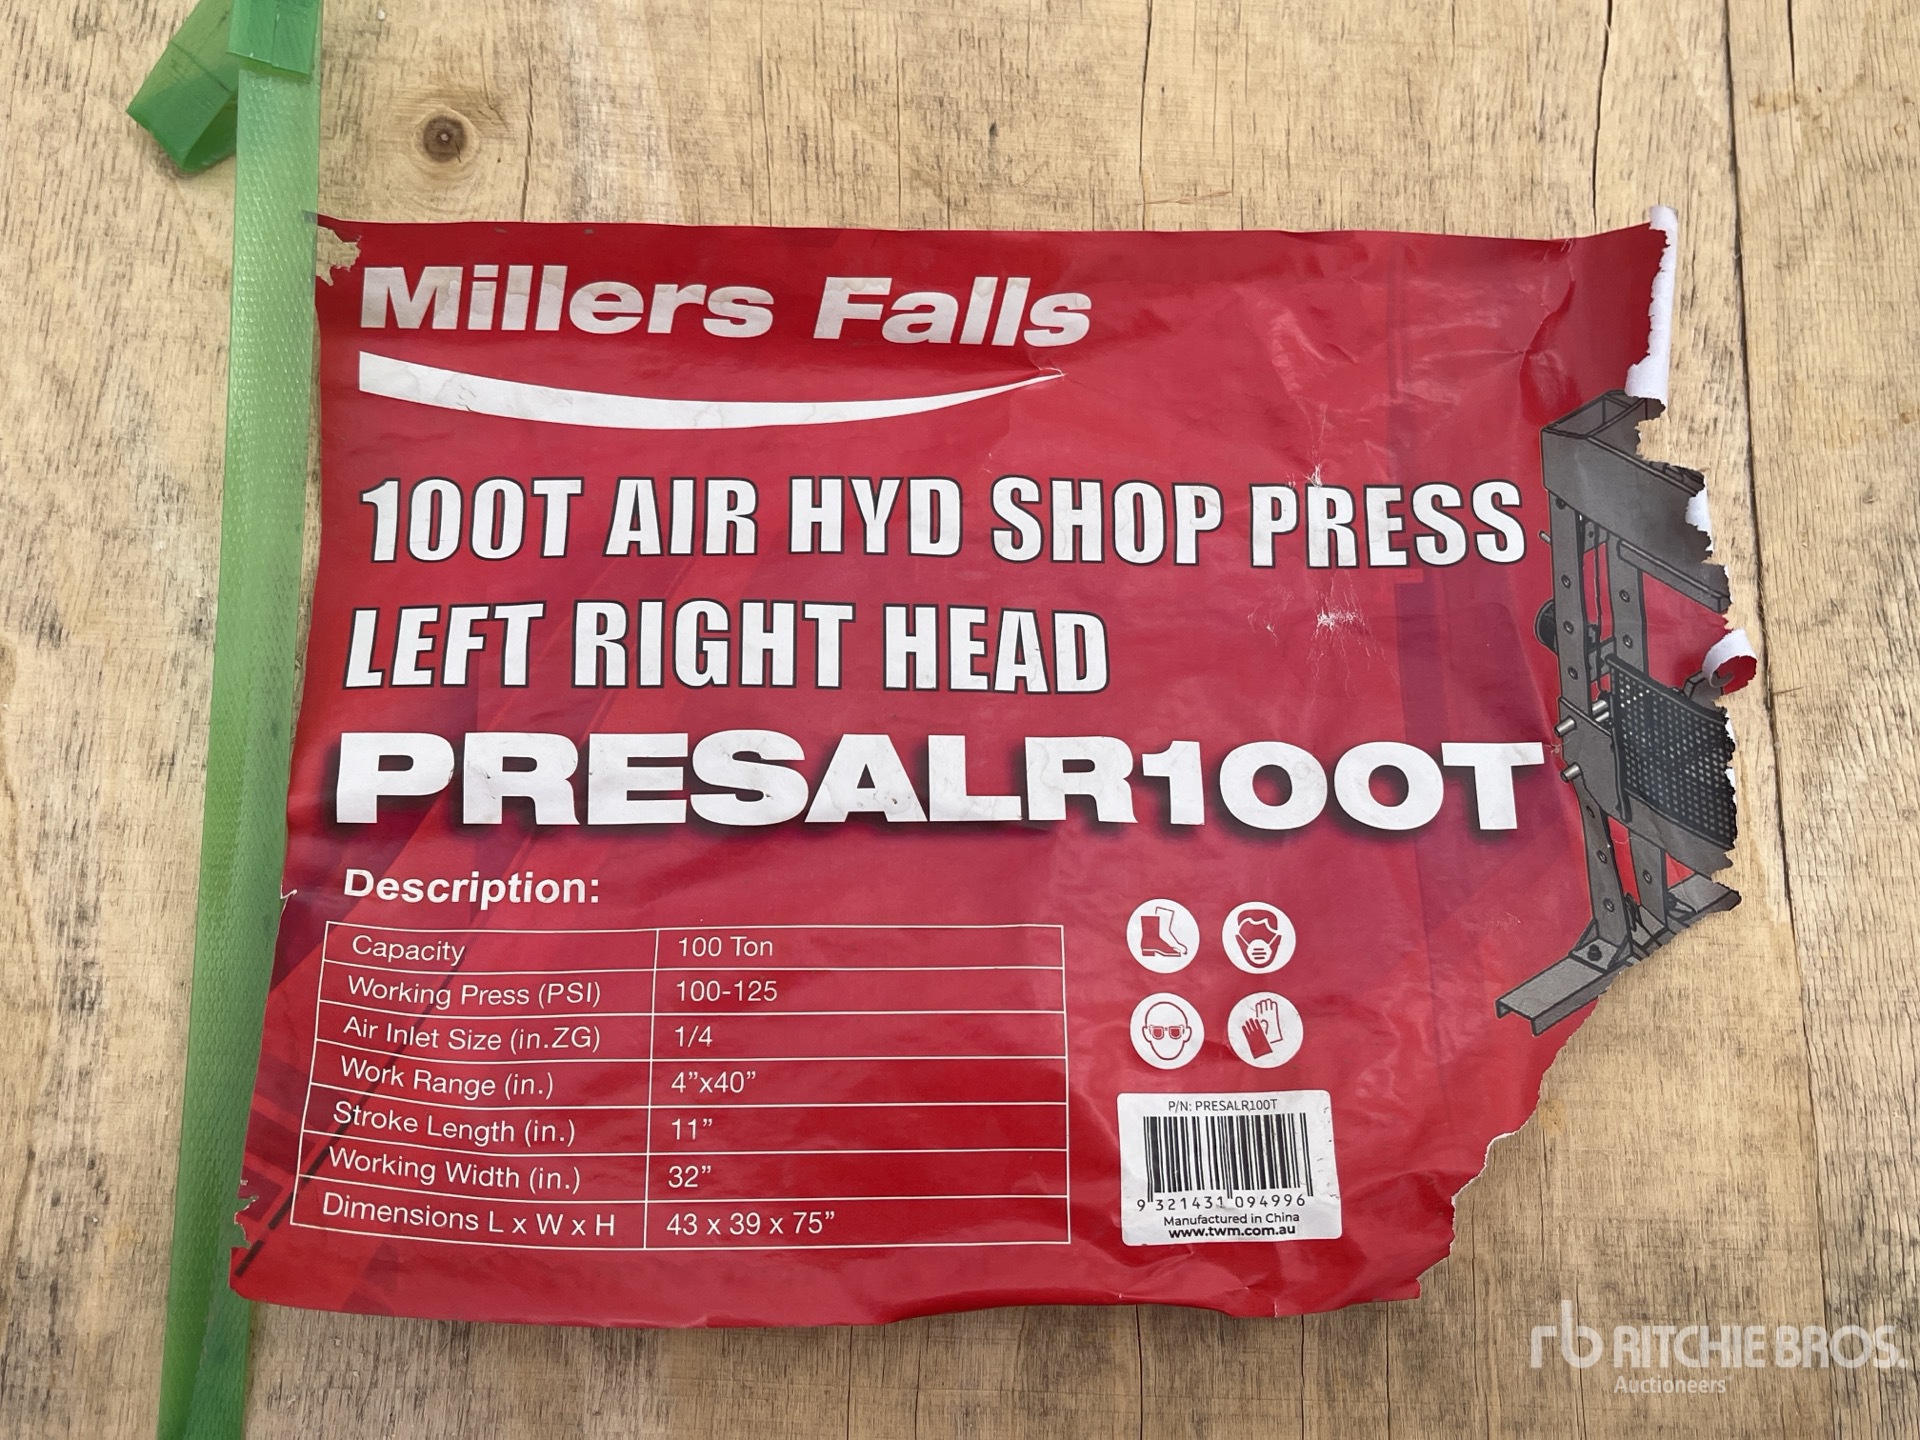 Millers Falls
100T AIR HYD SHOP PRESS
LEFT RIGHT HEAD
PRESALR100T
Description:
Capacity 100 Ton
Working Press (PSI) 100-125
Air Inlet Size (in.ZG) 1/4
Work Range (in.) 4”x40”
Stroke Length (in.) 11”
Working Width (in.) 32”
Dimensions L x W x H 43 x 39 x 75”
P/N: PRESALR100T
9 321431 094996
Manufactured in China
www.twm.com.au
rb RITCHIE BROS.
Auctioneers